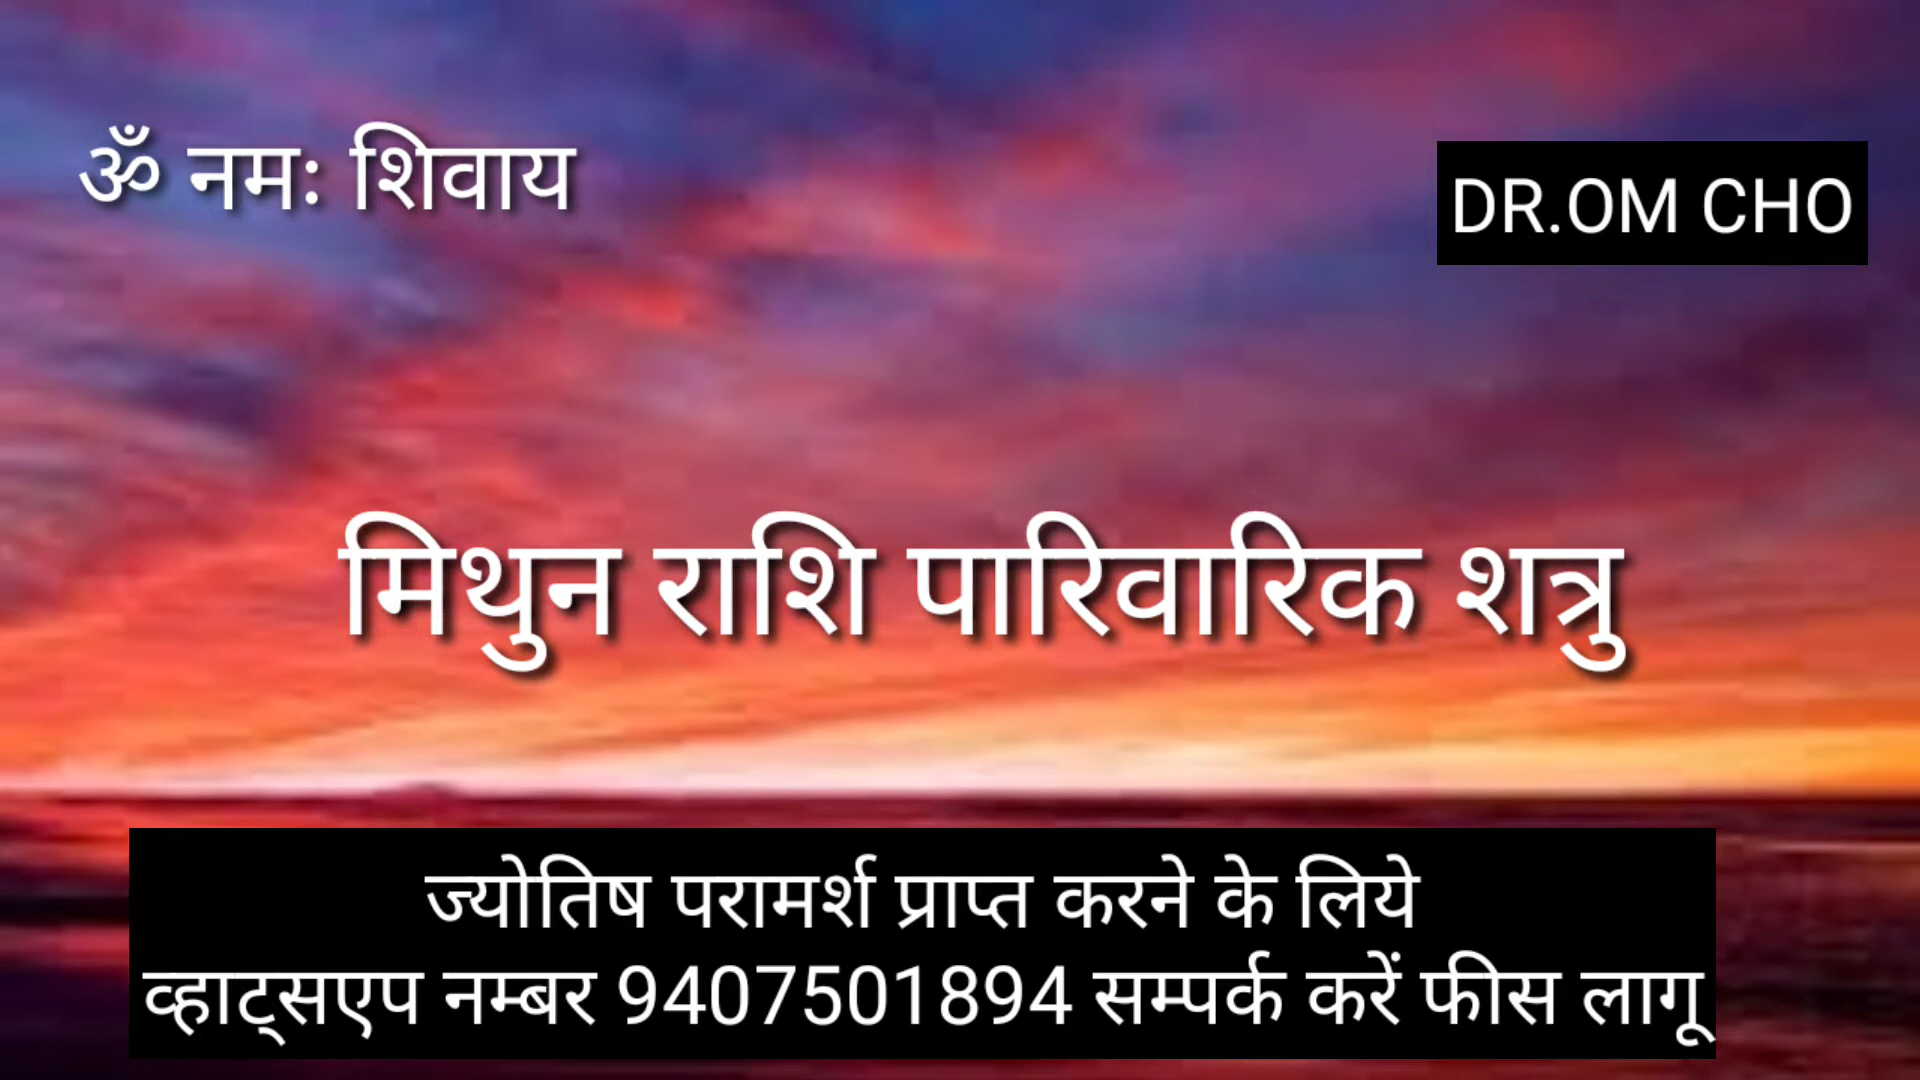 ॐ नमः शिवाय
DR.OM CHO
मिथुन राशि पारिवारिक शत्रु
ज्योतिष परामर्श प्राप्त करने के लिये
व्हाट्सएप नम्बर 9407501894 सम्पर्क करें फीस लागू